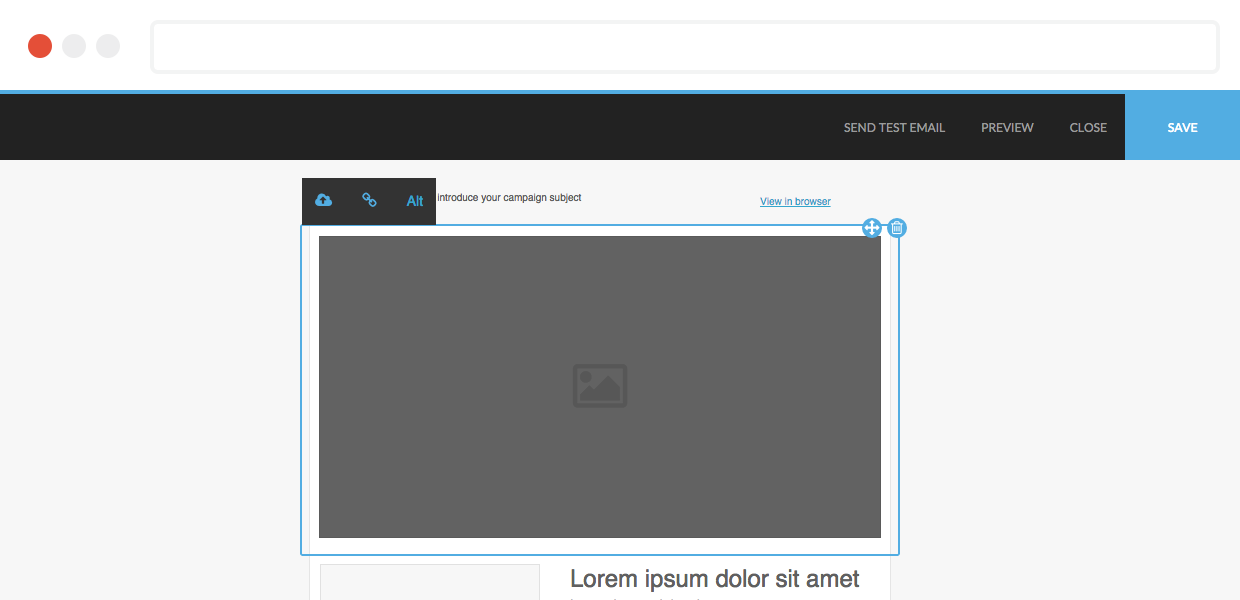 SEND TEST EMAIL PREVIEW CLOSE SAVE
Alt introduce your campaign subject View in browser
Lorem ipsum dolor sit amet